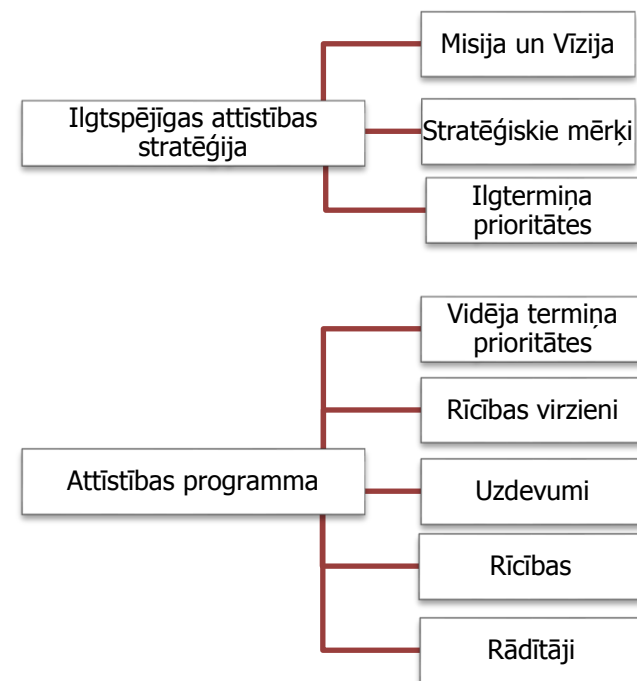 Misija un Vīzija
Ilgtspējīgas attīstības
stratēģija
Stratēģiskie mērķi
Ilgtermiņa
prioritātes
Vidēja termiņa
prioritātes
Rīcības virzieni
Attīstības programma
Uzdevumi
Rīcības
Rādītāji